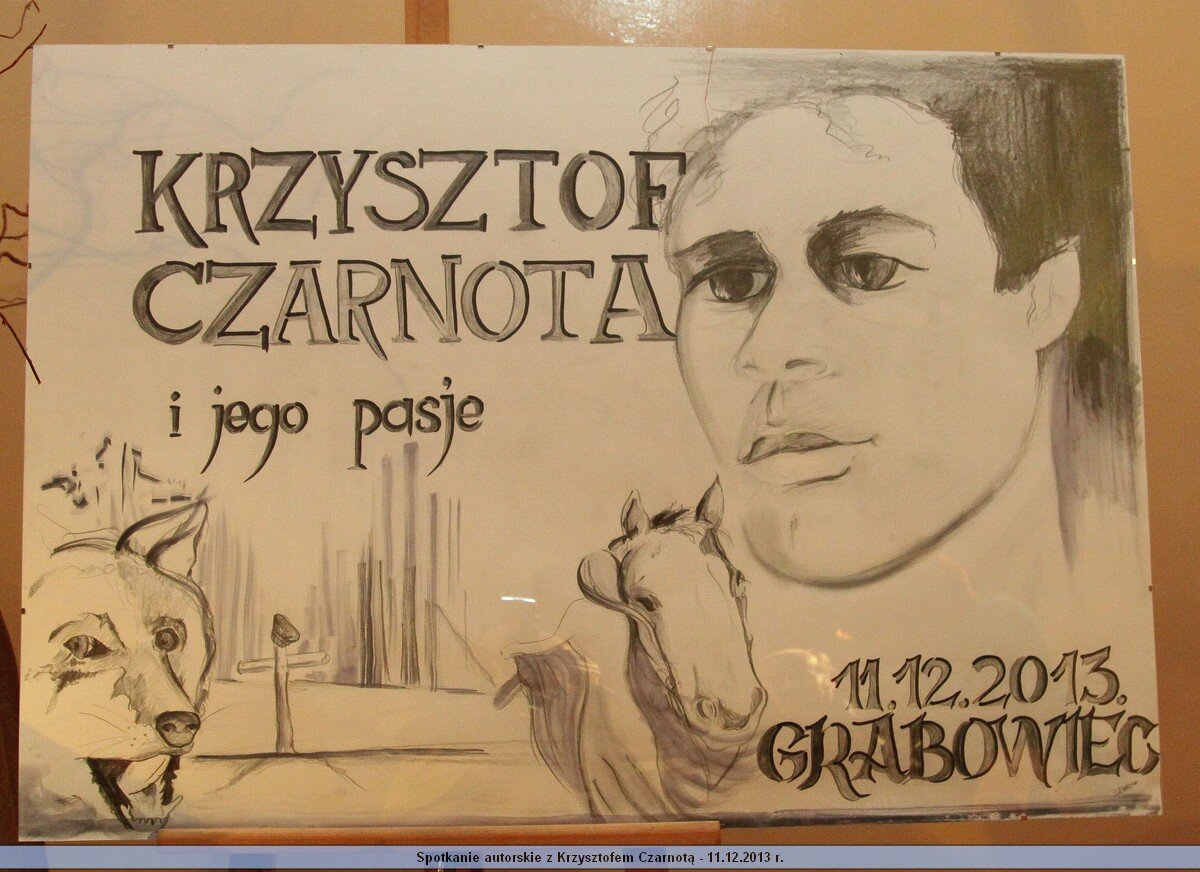 KRZYSZTOF
CZARNOTA
i jego pasje
11.12.2013.
GRABOWIEC
Spotkanie autorskie z Krzysztofem Czarnotą - 11.12.2013 r.